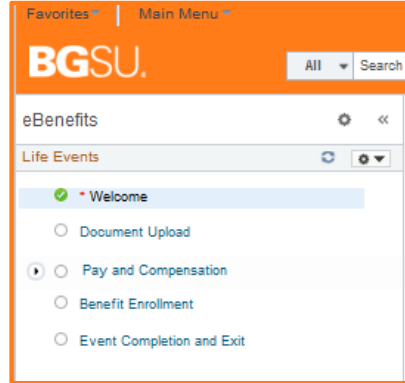 Favorites Main Menu
BGSU. All Search
eBenefits
Life Events
* Welcome
Document Upload
Pay and Compensation
Benefit Enrollment
Event Completion and Exit